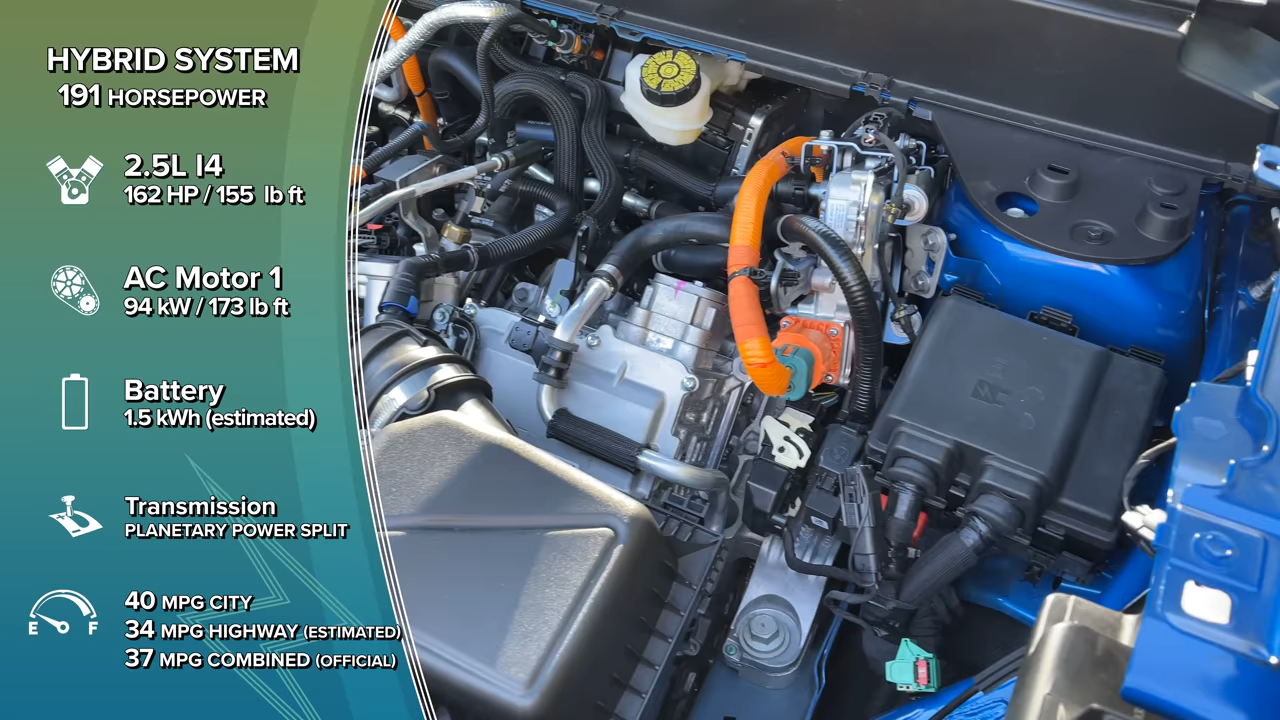 HYBRID SYSTEM
191 HORSEPOWER
2.5L I4
162 HP / 155 lb ft
AC Motor 1
94 kW / 173 lb ft
Battery
1.5 kWh (estimated)
Transmission
PLANETARY POWER SPLIT
40 MPG CITY
34 MPG HIGHWAY (ESTIMATED)
E F
37 MPG COMBINED (OFFICIAL)